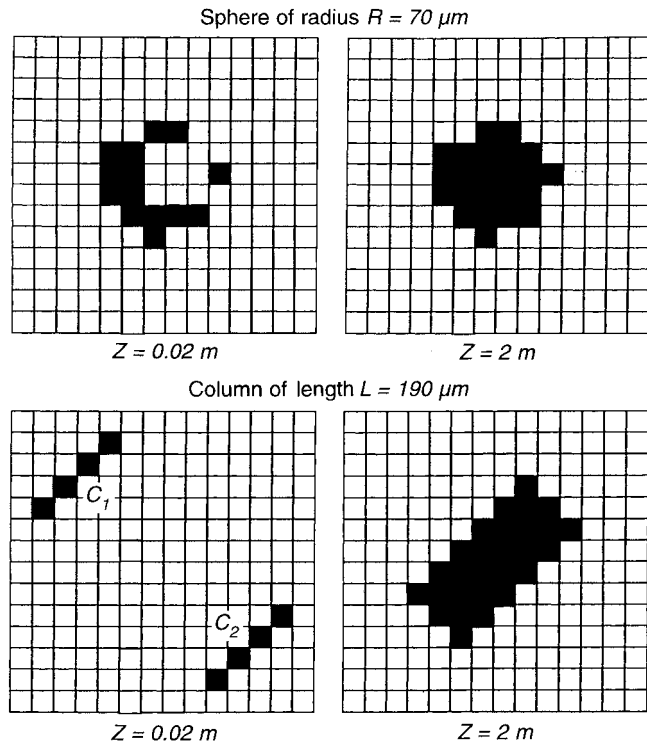 Sphere of radius R = 70 µm
Z = 0.02 m
Z = 2 m
Column of length L = 190 µm
C₁
C₂
Z = 0.02 m
Z = 2 m